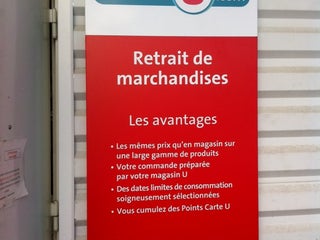 Retrait de
marchandises
Les avantages
• Les mêmes prix qu'en magasin sur
une large gamme de produits
• Votre commande préparée
par votre magasin U
• Des dates limites de consommation
soigneusement sélectionnées
• Vous cumulez des Points Carte U